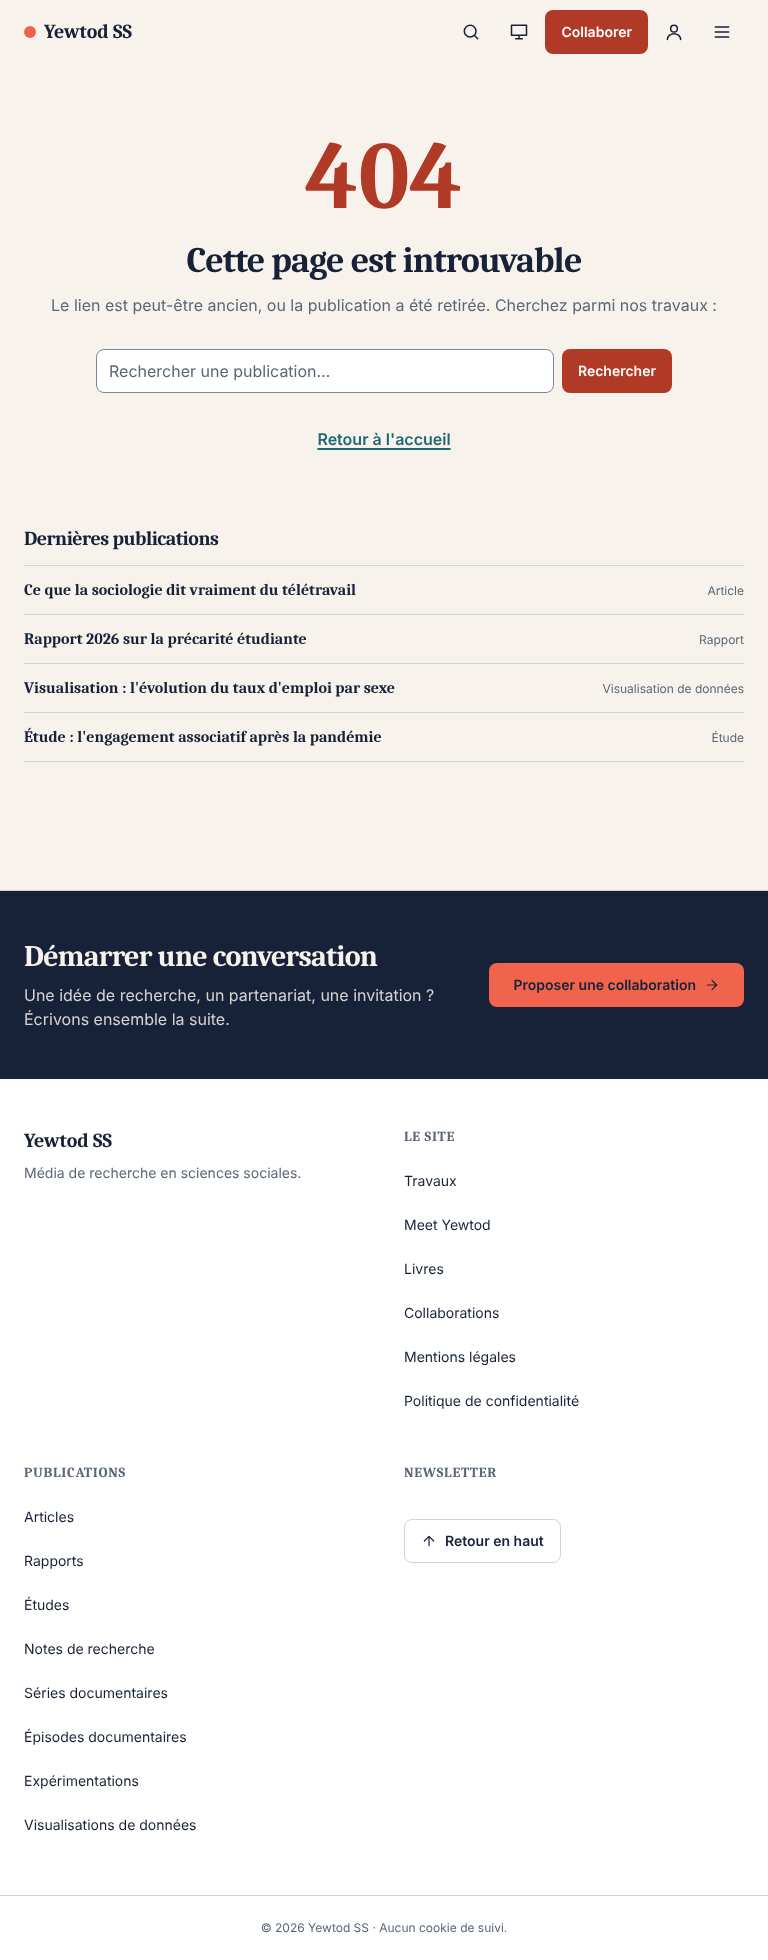 Yewtod SS
Collaborer
404
Cette page est introuvable
Le lien est peut-être ancien, ou la publication a été retirée. Cherchez parmi nos travaux :
Rechercher une publication...
Rechercher
Retour à l'accueil
Dernières publications
Ce que la sociologie dit vraiment du télétravail
Article
Rapport 2026 sur la précarité étudiante
Rapport
Visualisation : l'évolution du taux d'emploi par sexe
Visualisation de données
Étude : l'engagement associatif après la pandémie
Étude
Démarrer une conversation
Une idée de recherche, un partenariat, une invitation ?
Écrivons ensemble la suite.
Proposer une collaboration
Yewtod SS
Média de recherche en sciences sociales.
LE SITE
Travaux
Meet Yewtod
Livres
Collaborations
Mentions légales
Politique de confidentialité
PUBLICATIONS
Articles
Rapports
Études
Notes de recherche
Séries documentaires
Épisodes documentaires
Expérimentations
Visualisations de données
NEWSLETTER
Retour en haut
© 2026 Yewtod SS · Aucun cookie de suivi.